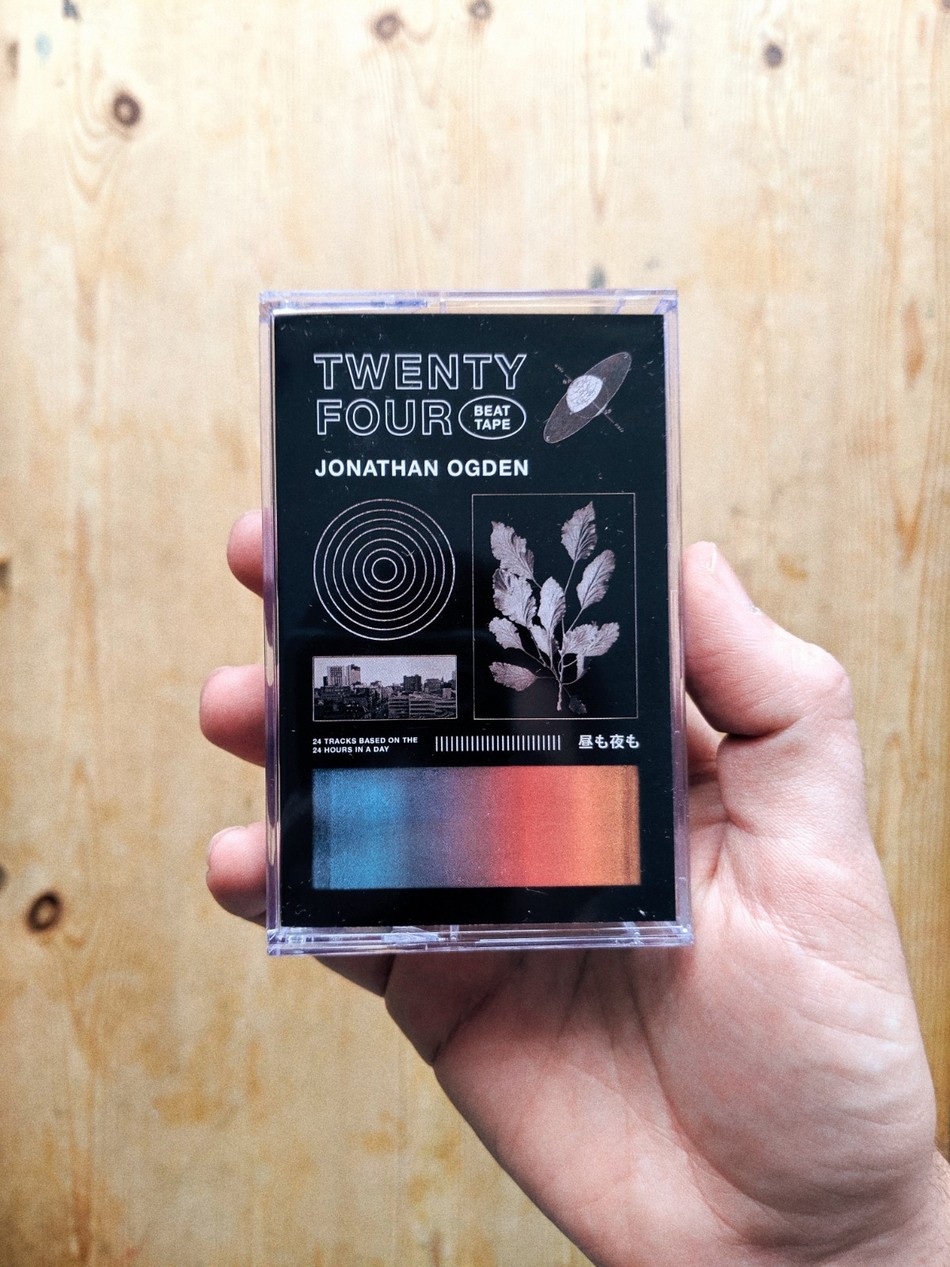 TWENTY
FOUR
BEAT
TAPE
JONATHAN OGDEN
24 TRACKS BASED ON THE
24 HOURS IN A DAY
昼も夜も